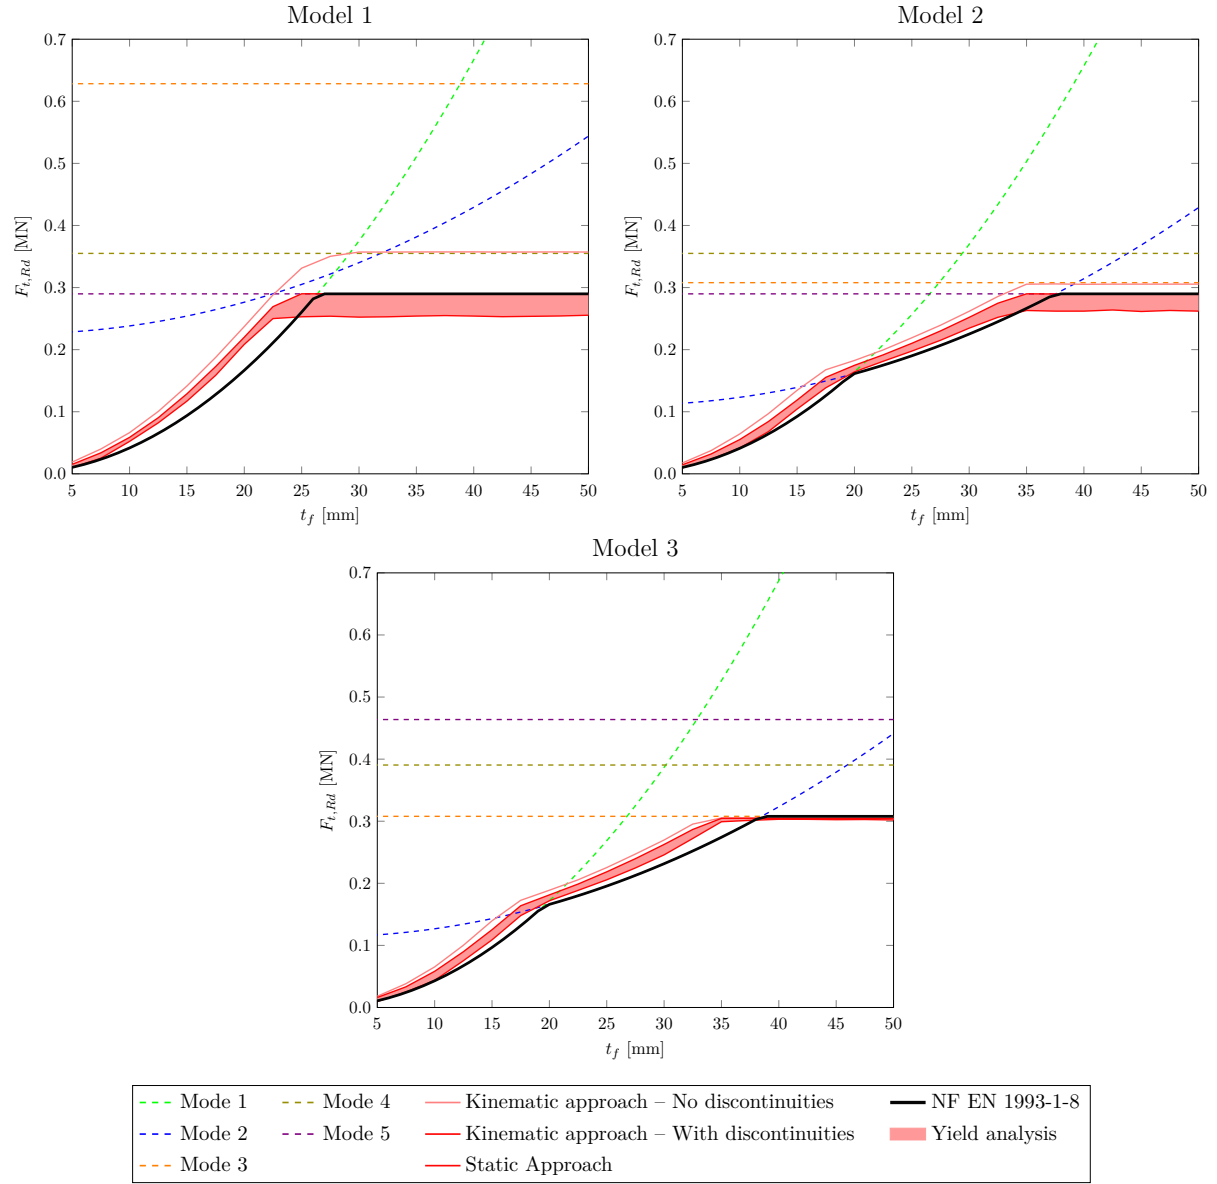 Model 1
Model 2
0.7
0.6
0.5
0.4
0.3
0.2
0.1
0.0
F_{t,Rd} [MN]
5 10 15 20 25 30 35 40 45 50
t_f [mm]
0.7
0.6
0.5
0.4
0.3
0.2
0.1
0.0
F_{t,Rd} [MN]
5 10 15 20 25 30 35 40 45 50
t_f [mm]
Model 3
0.7
0.6
0.5
0.4
0.3
0.2
0.1
0.0
F_{t,Rd} [MN]
5 10 15 20 25 30 35 40 45 50
t_f [mm]
Mode 1 Mode 4 Kinematic approach – No discontinuities NF EN 1993-1-8
Mode 2 Mode 5 Kinematic approach – With discontinuities Yield analysis
Mode 3 Static Approach